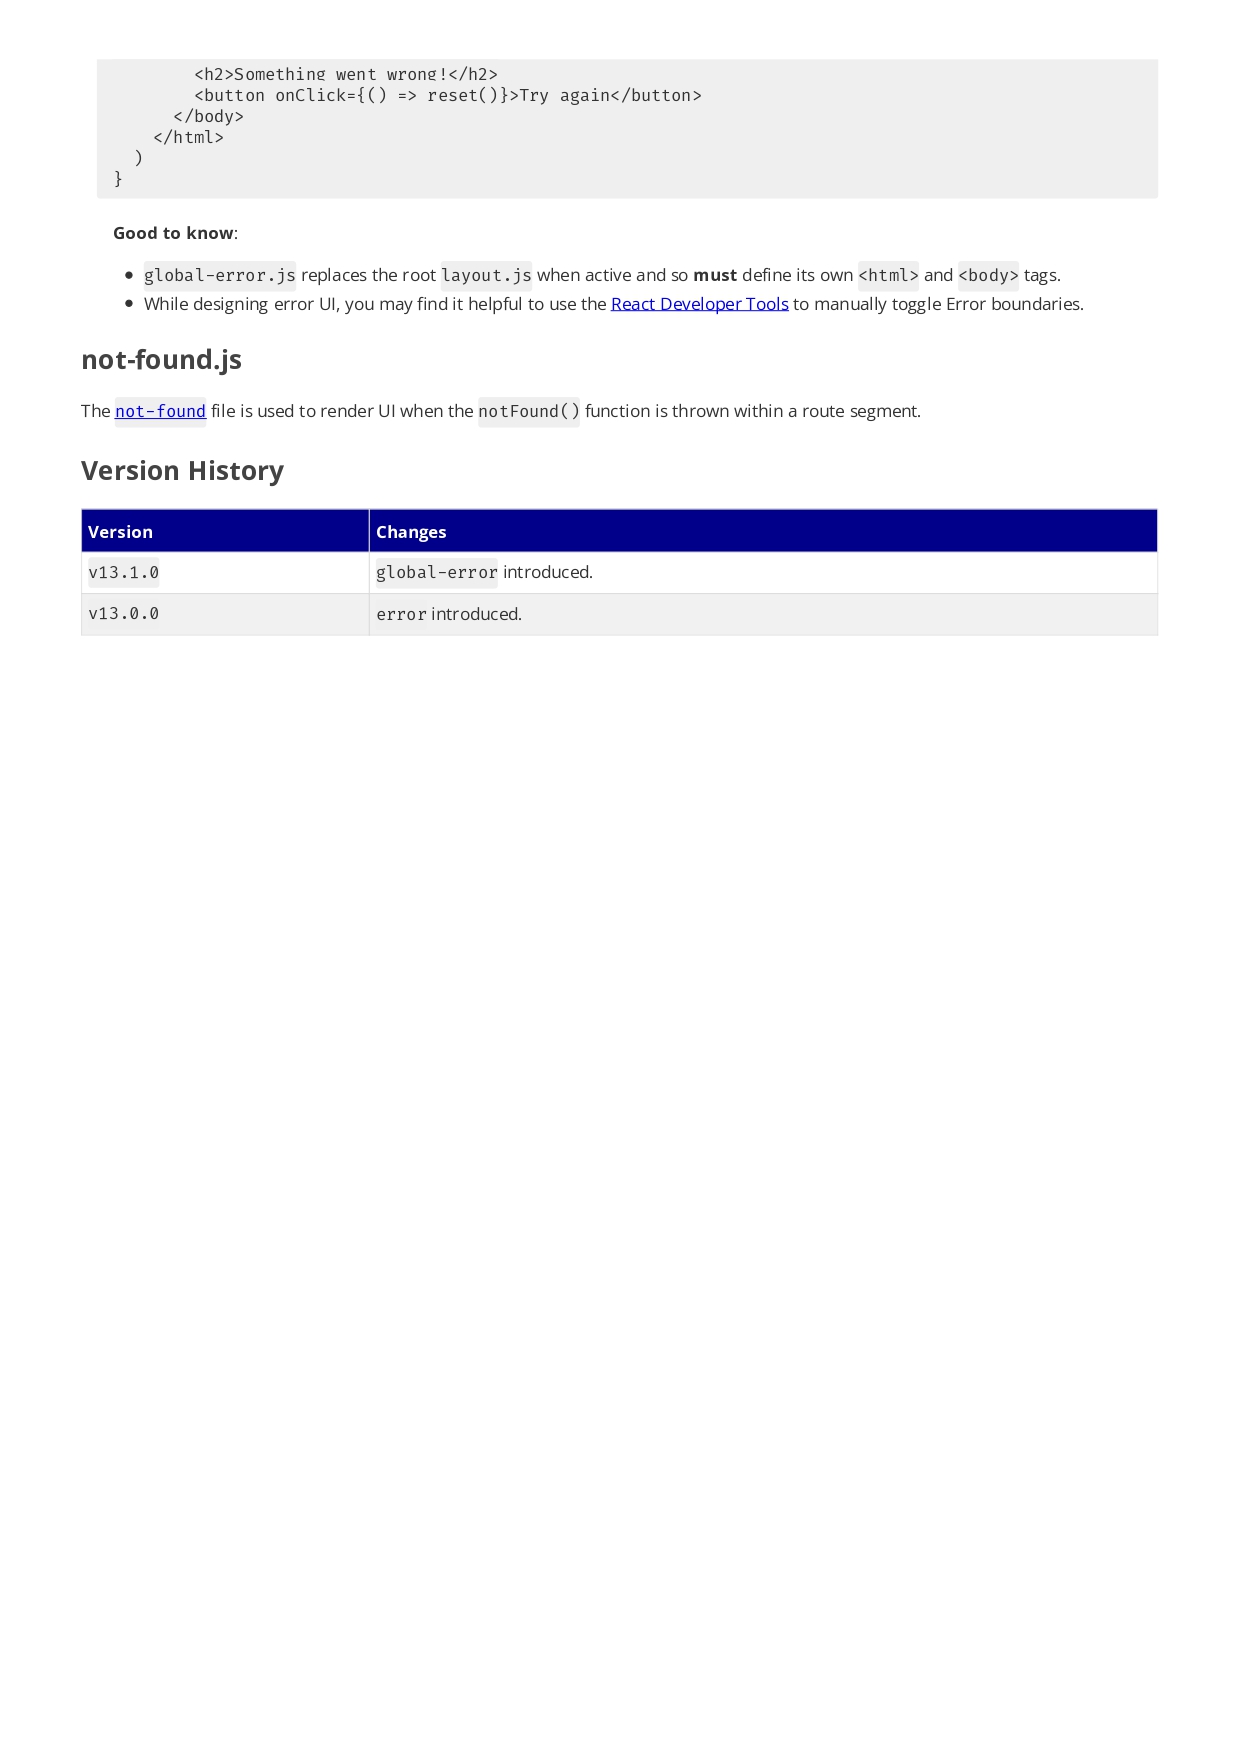 <h2>Something went wrong!</h2>
<button onClick={() => reset()}>Try again</button>
</body>
</html>
)
}
Good to know:
• global-error.js replaces the root layout.js when active and so must define its own <html> and <body> tags.
• While designing error UI, you may find it helpful to use the React Developer Tools to manually toggle Error boundaries.
not-found.js
The not-found file is used to render UI when the notFound() function is thrown within a route segment.
Version History
Version Changes
v13.1.0 global-error introduced.
v13.0.0 error introduced.